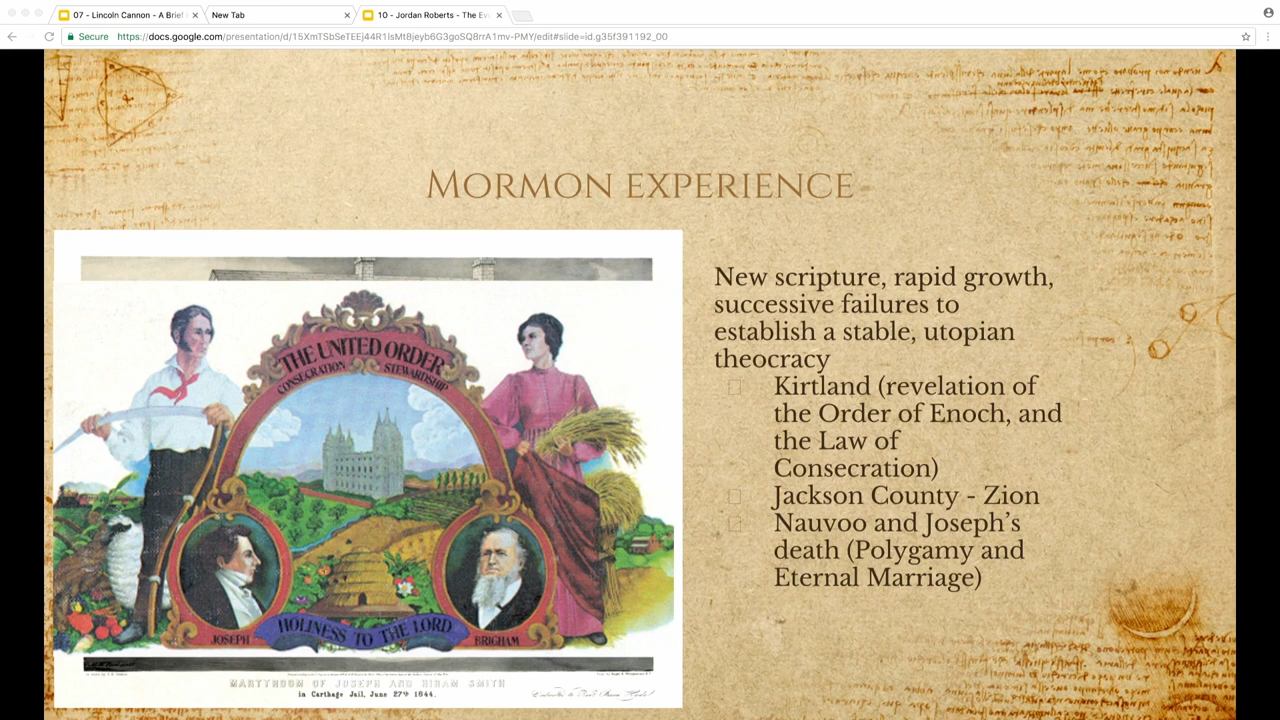 07 - Lincoln Cannon - A Brief
New Tab
10 - Jordan Roberts - The Ev
Secure
https://docs.google.com/presentation/d/15XmTSbSeTEEj44R1lsMt8jeyb6G3goSQ8rrA1mv-PMY/edit#slide=id.g35f391192_00
MORMON EXPERIENCE
THE UNITED ORDER
CONSECRATION STEWARDSHIP
JOSEPH
HOLINESS TO THE LORD
BRIGHAM
MARTYRDOM OF JOSEPH AND HIRAM SMITH
in Carthage Jail, June 27th 1844.
New scripture, rapid growth,
successive failures to
establish a stable, utopian
theocracy
Kirtland (revelation of
the Order of Enoch, and
the Law of
Consecration)
Jackson County - Zion
Nauvoo and Joseph’s
death (Polygamy and
Eternal Marriage)